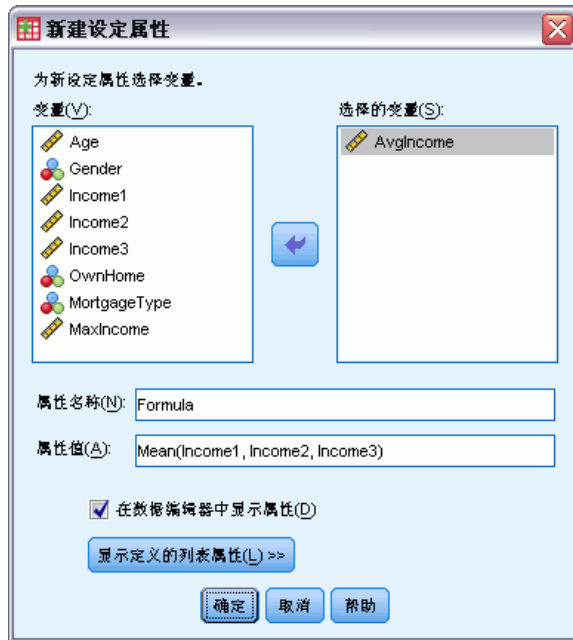 新建设定属性
为新设定属性选择变量。
变量(V):
Age
Gender
Income1
Income2
Income3
OwnHome
MortgageType
MaxIncome
选择的变量(S):
AvgIncome
属性名称(N): Formula
属性值(A): Mean(Income1, Income2, Income3)
在数据编辑器中显示属性(D)
显示定义的列表属性(L) >>
确定 取消 帮助